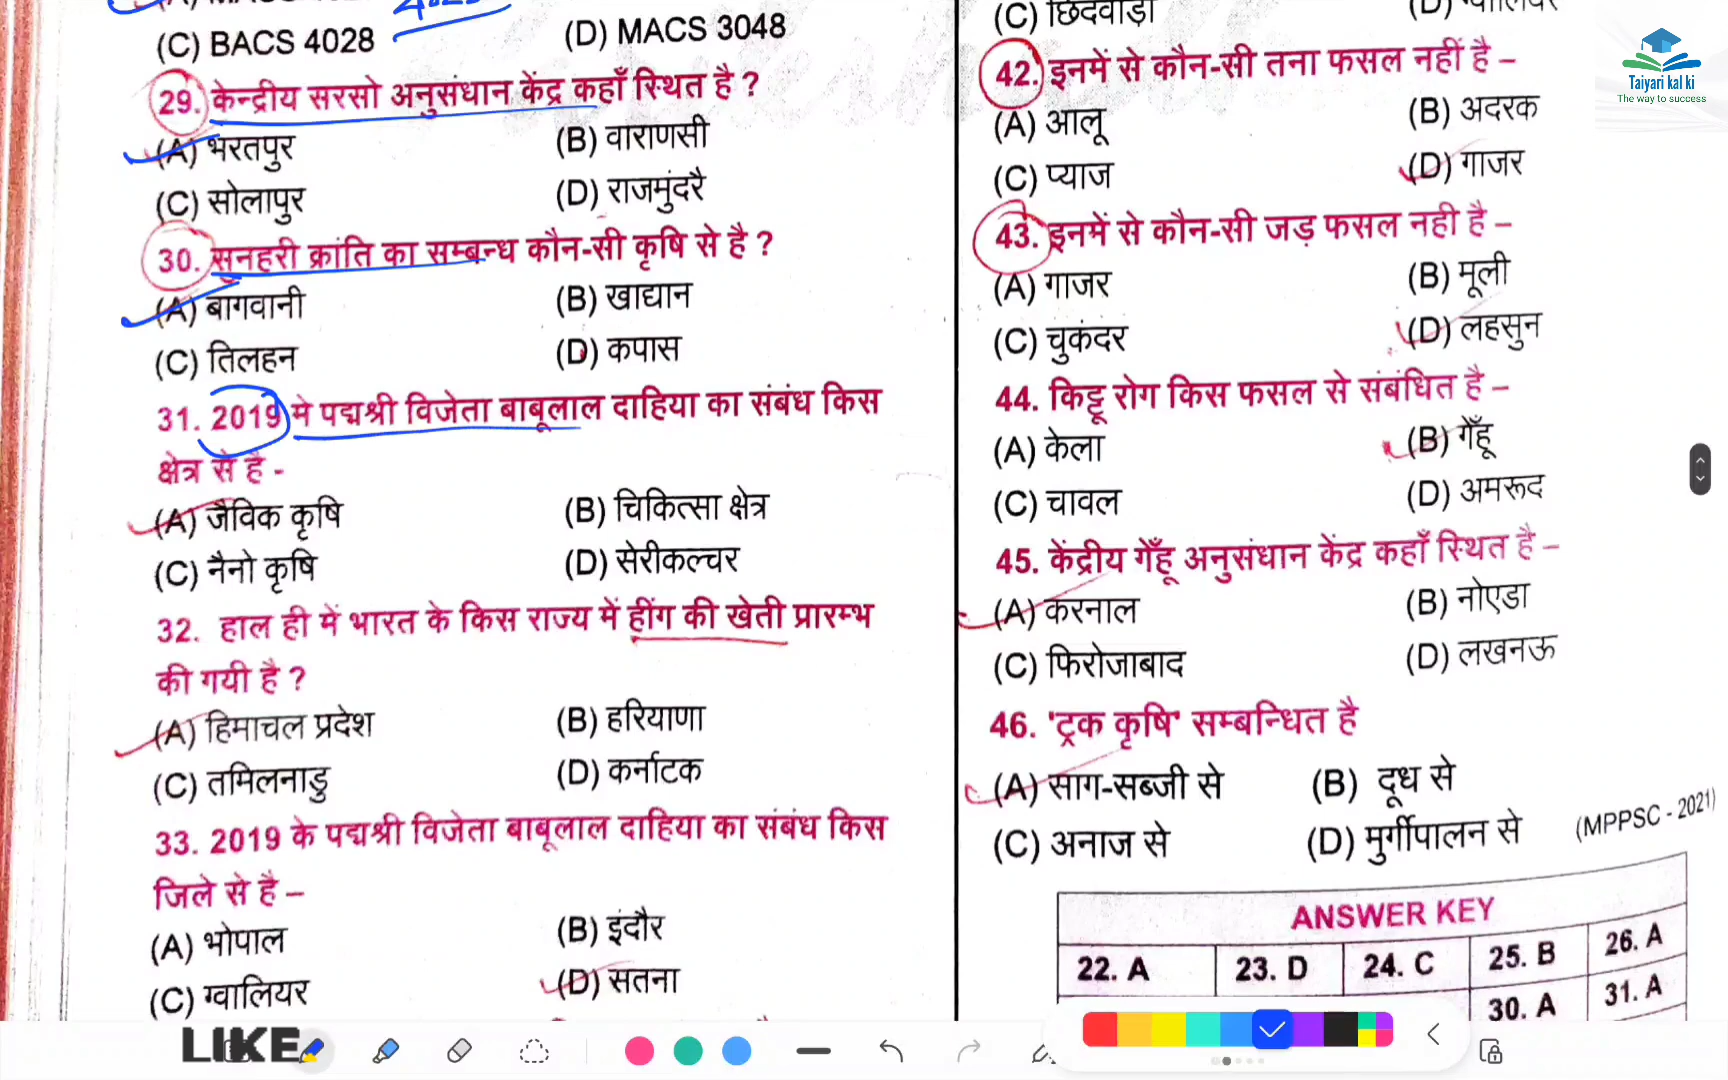 (C) BACS 4028
(D) MACS 3048
29. केन्द्रीय सरसो अनुसंधान केंद्र कहाँ स्थित है ?
(A) भरतपुर
(B) वाराणसी
(C) सोलापुर
(D) राजमुंदरै
30. सुनहरी क्रांति का सम्बन्ध कौन-सी कृषि से है ?
(A) बागवानी
(B) खाद्यान
(C) तिलहन
(D) कपास
31. 2019 मे पद्मश्री विजेता बाबूलाल दाहिया का संबंध किस
क्षेत्र से है -
(A) जैविक कृषि
(B) चिकित्सा क्षेत्र
(C) नैनो कृषि
(D) सेरीकल्चर
32. हाल ही में भारत के किस राज्य में हींग की खेती प्रारम्भ
की गयी है ?
(A) हिमाचल प्रदेश
(B) हरियाणा
(C) तमिलनाडु
(D) कर्नाटक
33. 2019 के पद्मश्री विजेता बाबूलाल दाहिया का संबंध किस
जिले से है –
(A) भोपाल
(B) इंदौर
(C) ग्वालियर
(D) सतना
(C) छिंदवाड़ा
42. इनमें से कौन-सी तना फसल नहीं है –
(A) आलू
(B) अदरक
(C) प्याज
(D) गाजर
43. इनमें से कौन-सी जड़ फसल नही है –
(A) गाजर
(B) मूली
(C) चुकंदर
(D) लहसुन
44. किट्टू रोग किस फसल से संबंधित है –
(A) केला
(B) गेँहू
(C) चावल
(D) अमरूद
45. केंद्रीय गेँहू अनुसंधान केंद्र कहाँ स्थित है –
(A) करनाल
(B) नोएडा
(C) फिरोजाबाद
(D) लखनऊ
46. 'ट्रक कृषि' सम्बन्धित है
(A) साग-सब्जी से
(B) दूध से
(C) अनाज से
(D) मुर्गीपालन से
(MPPSC - 2021)
ANSWER KEY
22. A 23. D 24. C 25. B 26. A
30. A 31. A
Taiyari kal ki
The way to success
LIKE